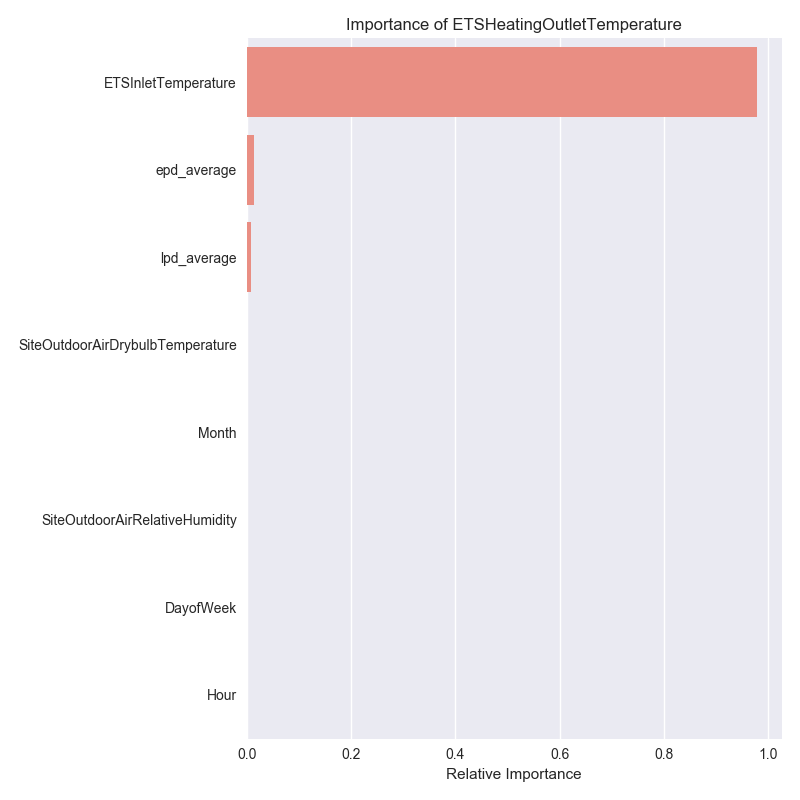 Importance of ETSHeatingOutletTemperature
ETSInletTemperature
epd_average
lpd_average
SiteOutdoorAirDrybulbTemperature
Month
SiteOutdoorAirRelativeHumidity
DayofWeek
Hour
0.0 0.2 0.4 0.6 0.8 1.0
Relative Importance